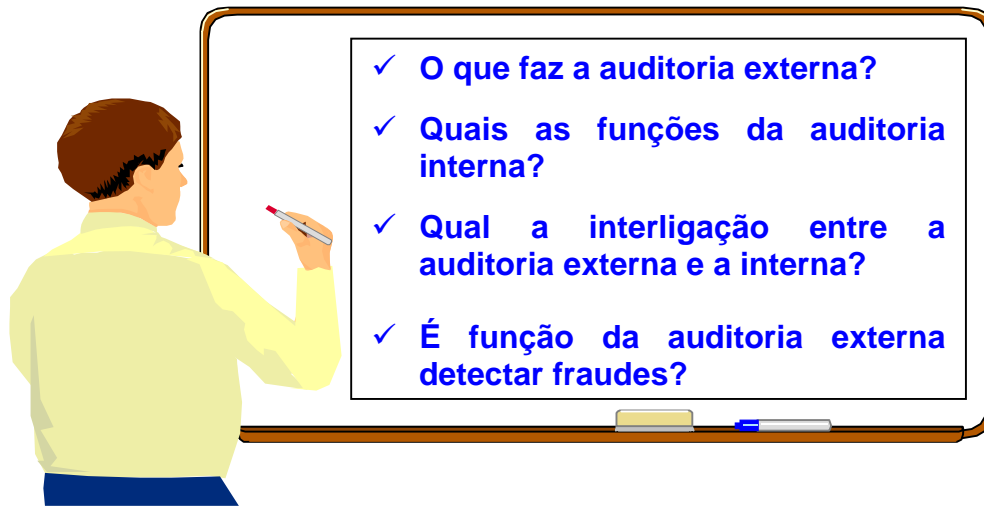 ✓ O que faz a auditoria externa?
✓ Quais as funções da auditoria
interna?
✓ Qual a interligação entre a
auditoria externa e a interna?
✓ É função da auditoria externa
detectar fraudes?